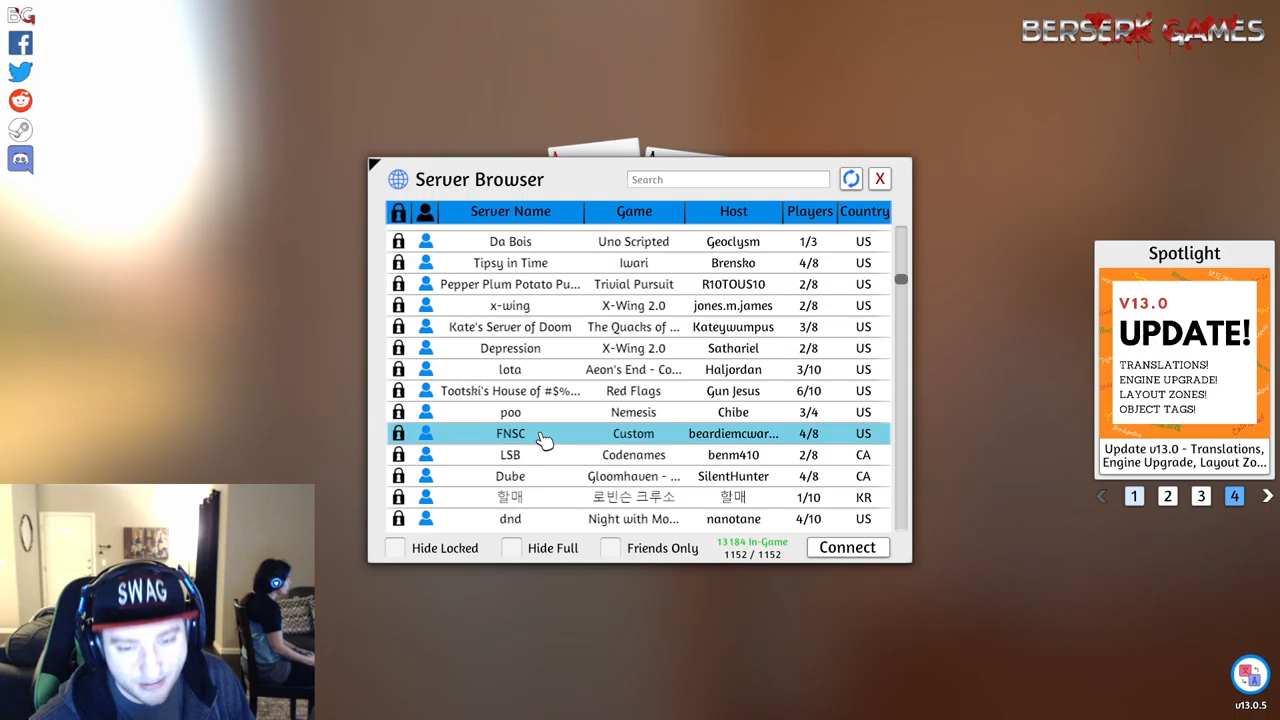 BG
BERSERK GAMES
Server Browser
Search
X
Server Name Game Host Players Country
Da Bois Uno Scripted Geoclysm 1/3 US
Tipsy in Time Iwari Brensko 4/8 US
Pepper Plum Potato Pu... Trivial Pursuit R10TOUS10 2/8 US
x-wing X-Wing 2.0 jones.m.james 2/8 US
Kate's Server of Doom The Quacks of ... Kateywumpus 3/8 US
Depression X-Wing 2.0 Sathariel 2/8 US
lota Aeon's End - Co... Haljordan 3/10 US
Tootski's House of #$%... Red Flags Gun Jesus 6/10 US
poo Nemesis Chibe 3/4 US
FNSC Custom beardiemcwar... 4/8 US
LSB Codenames benm410 2/8 CA
Dube Gloomhaven - ... SilentHunter 4/8 CA
할매 로빈슨 크루소 할매 1/10 KR
dnd Night with Mo... nanotane 4/10 US
Hide Locked Hide Full Friends Only
13184 In-Game
1152 / 1152
Connect
Spotlight
V13.0
UPDATE!
TRANSLATIONS!
ENGINE UPGRADE!
LAYOUT ZONES!
OBJECT TAGS!
Update v13.0 - Translations,
Engine Upgrade, Layout Zo...
< 1 2 3 4 >
SWAG
v13.0.5